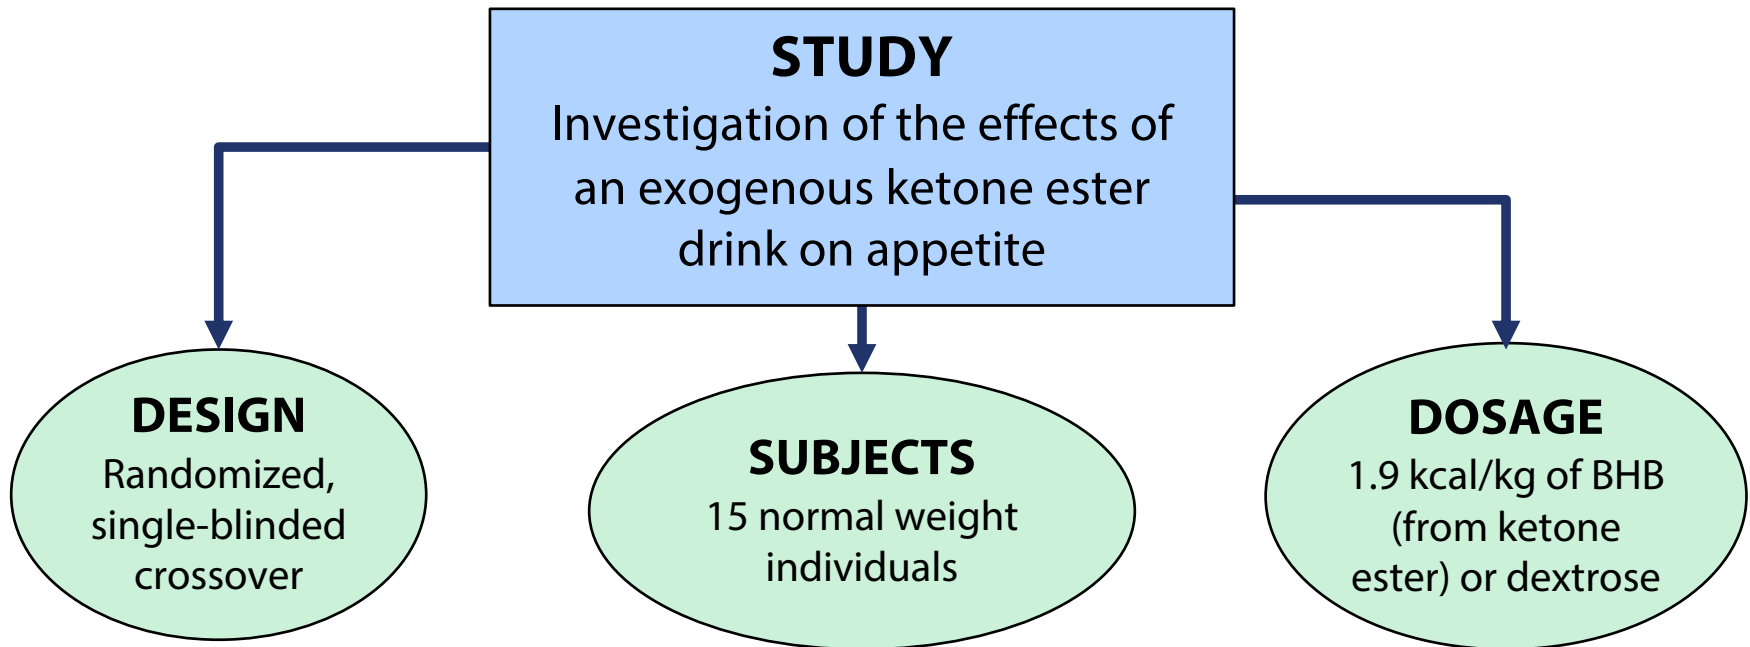 STUDY
Investigation of the effects of
an exogenous ketone ester
drink on appetite
DESIGN
Randomized,
single-blinded
crossover
SUBJECTS
15 normal weight
individuals
DOSAGE
1.9 kcal/kg of BHB
(from ketone
ester) or dextrose